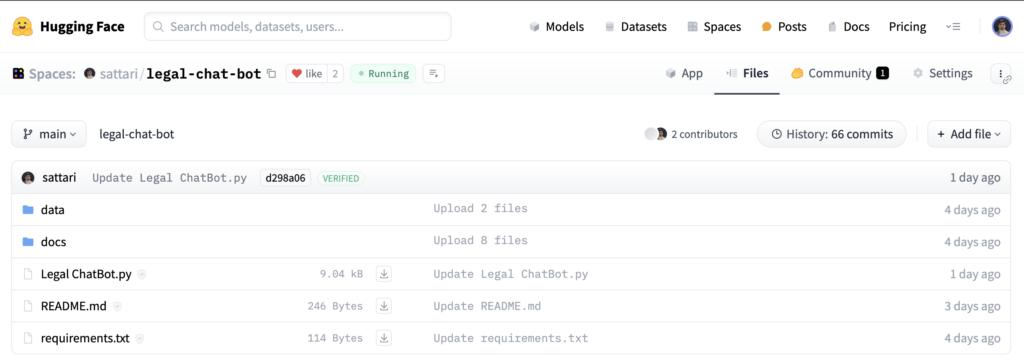 Hugging Face Search models, datasets, users... Models Datasets Spaces Posts Docs Pricing
Spaces: sattari/legal-chat-bot like 2 Running App Files Community 1 Settings
main legal-chat-bot 2 contributors History: 66 commits + Add file
sattari Update Legal ChatBot.py d298a06 VERIFIED 1 day ago
data Upload 2 files 4 days ago
docs Upload 8 files 4 days ago
Legal ChatBot.py 9.04 kB Update Legal ChatBot.py 1 day ago
README.md 246 Bytes Update README.md 3 days ago
requirements.txt 114 Bytes Update requirements.txt 4 days ago